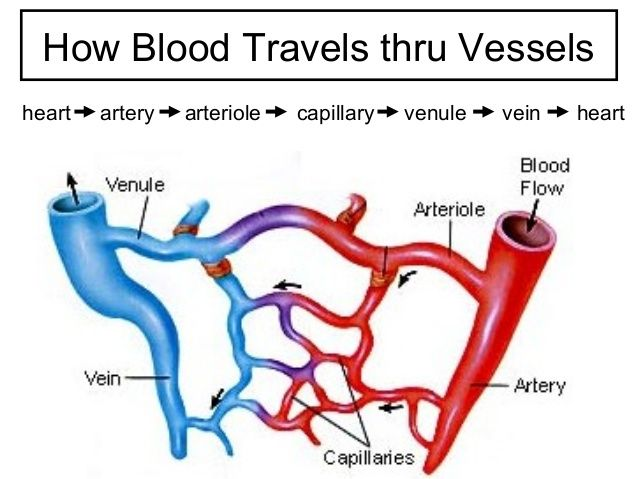 How Blood Travels thru Vessels
heart → artery → arteriole → capillary → venule → vein → heart
Blood
Flow
Venule
Arteriole
Vein
Artery
Capillaries